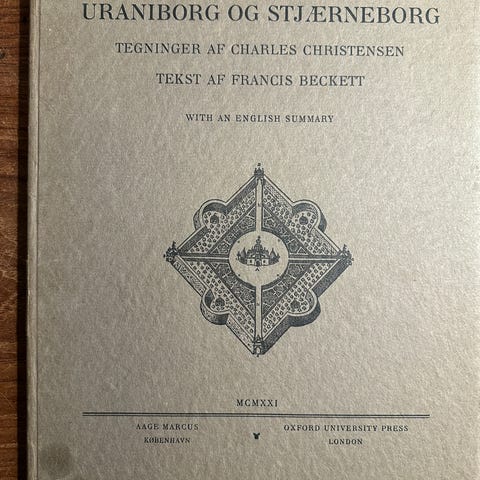 URANIBORG OG STJÆRNEBORG
TEGNINGER AF CHARLES CHRISTENSEN
TEKST AF FRANCIS BECKETT
WITH AN ENGLISH SUMMARY
MCMXXI
AAGE MARCUS
KØBENHAVN
OXFORD UNIVERSITY PRESS
LONDON